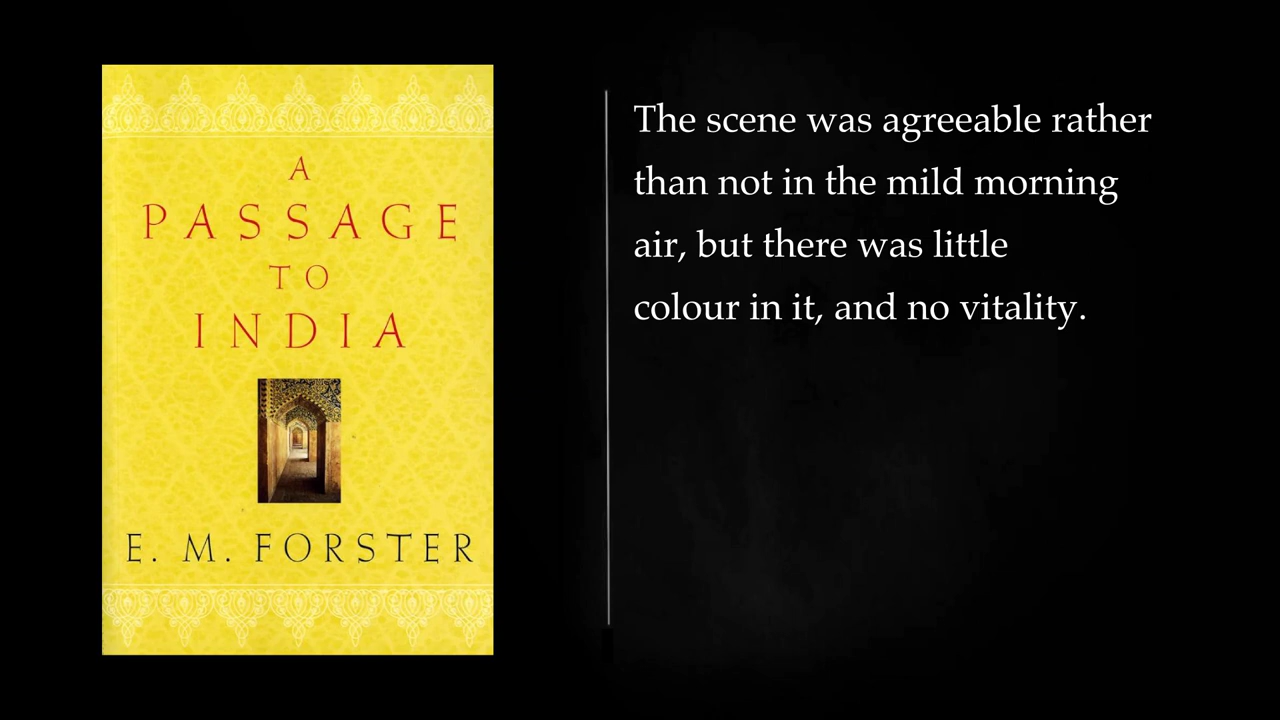 A
PASSAGE
TO
INDIA
E. M. FORSTER
The scene was agreeable rather
than not in the mild morning
air, but there was little
colour in it, and no vitality.